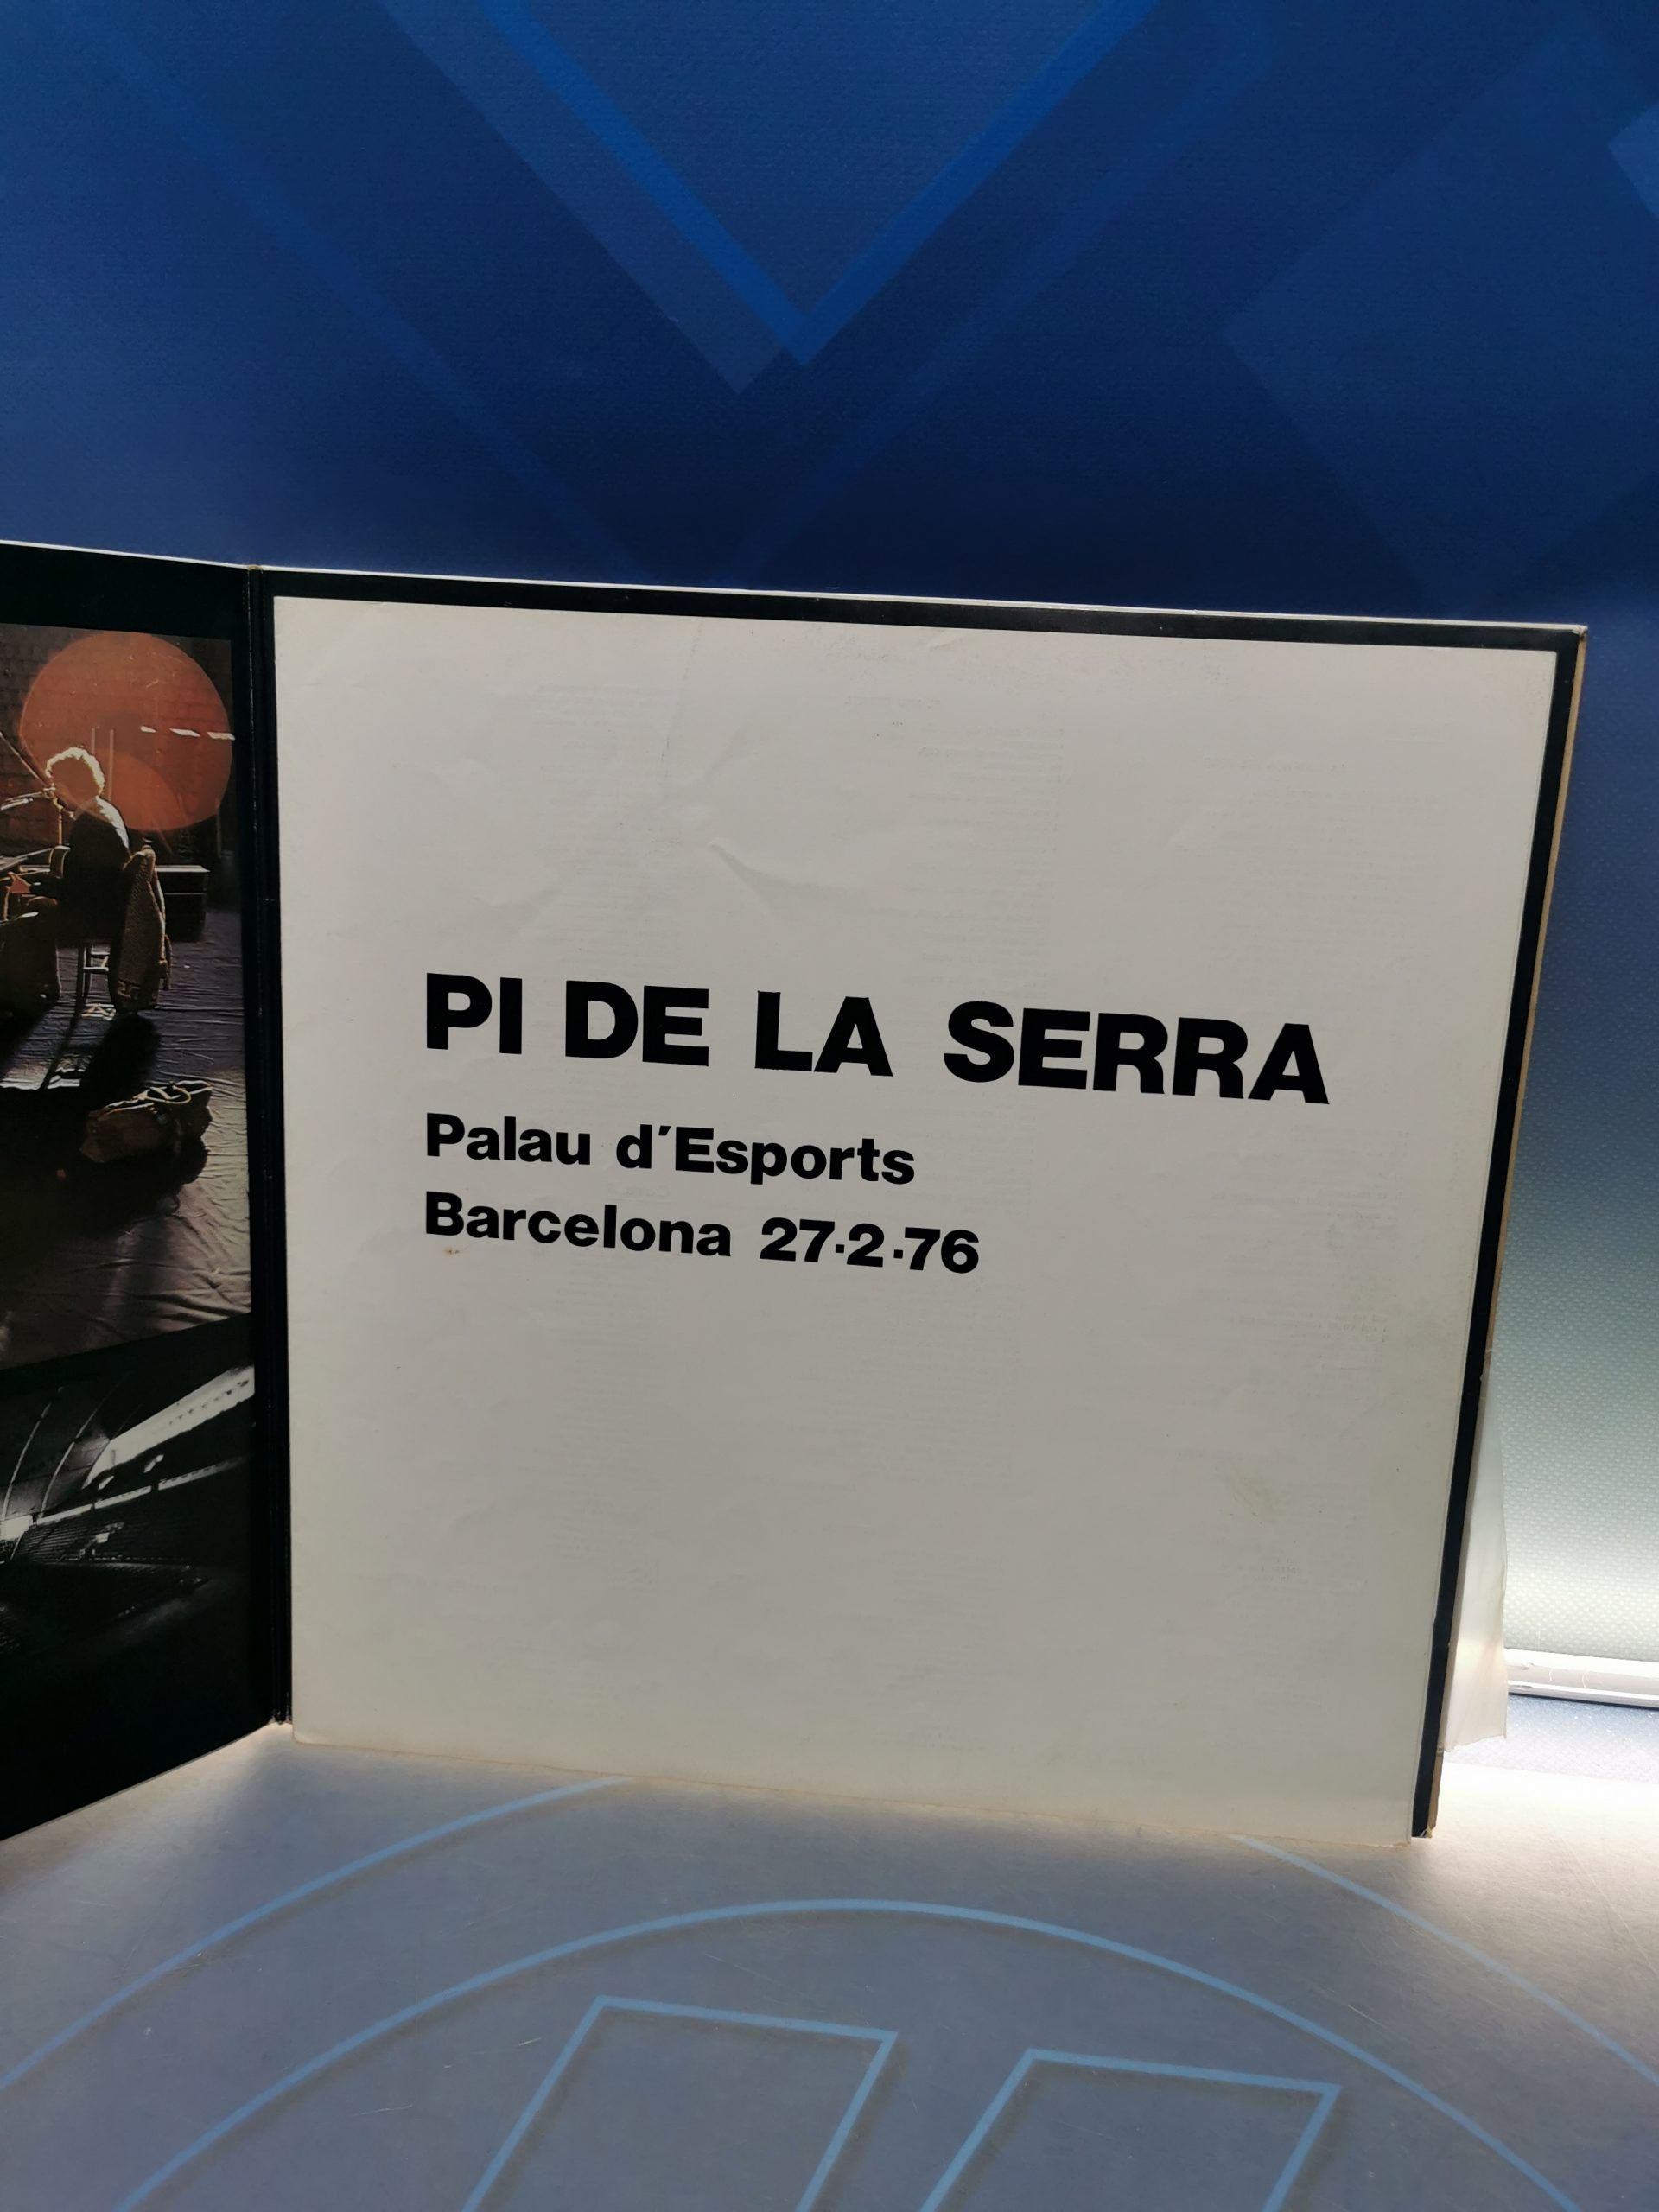 PI DE LA SERRA
Palau d´Esports
Barcelona 27·2·76